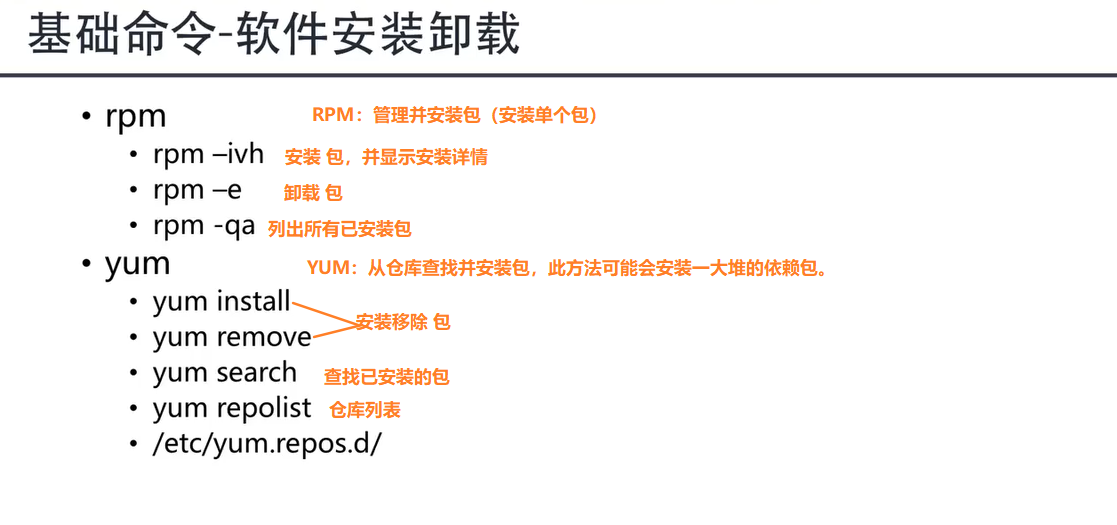 基础命令-软件安装卸载
• rpm RPM：管理并安装包（安装单个包）
• rpm –ivh 安装 包，并显示安装详情
• rpm –e 卸载 包
• rpm -qa 列出所有已安装包
• yum YUM：从仓库查找并安装包，此方法可能会安装一大堆的依赖包。
• yum install
安装移除 包
• yum remove
• yum search 查找已安装的包
• yum repolist 仓库列表
• /etc/yum.repos.d/